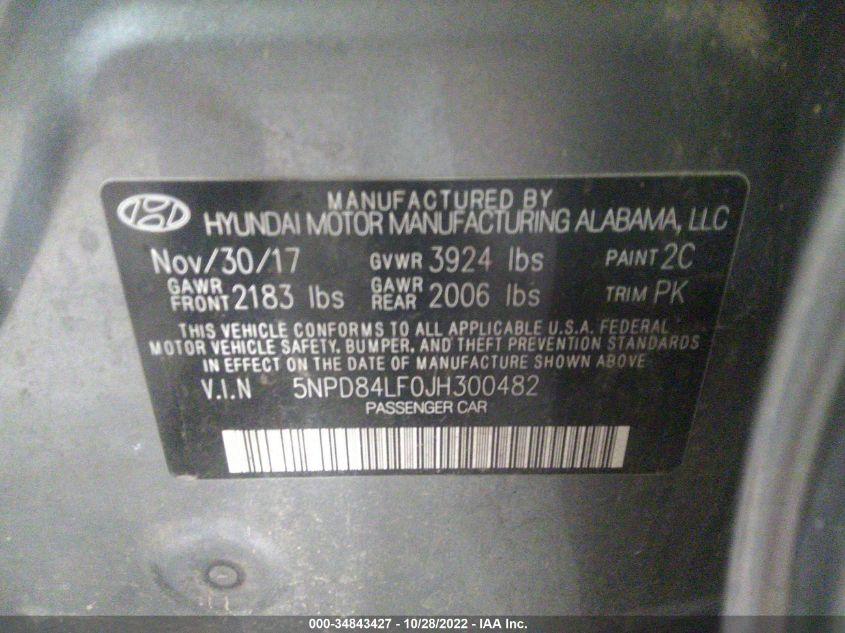 MANUFACTURED BY
HYUNDAI MOTOR MANUFACTURING ALABAMA, LLC
Nov/30/17 GVWR 3924 lbs PAINT 2C
GAWR FRONT 2183 lbs GAWR REAR 2006 lbs TRIM PK
THIS VEHICLE CONFORMS TO ALL APPLICABLE U.S.A. FEDERAL
MOTOR VEHICLE SAFETY, BUMPER, AND THEFT PREVENTION STANDARDS
IN EFFECT ON THE DATE OF MANUFACTURE SHOWN ABOVE
V.I.N 5NPD84LF0JH300482
PASSENGER CAR
000-34843427 - 10/28/2022 - IAA Inc.